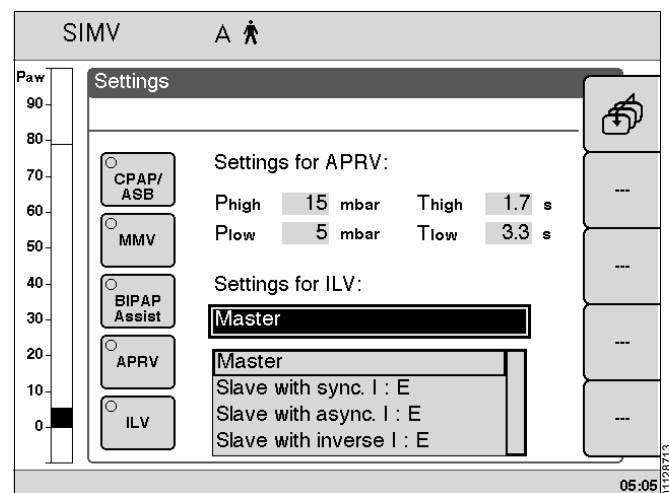 SIMV A
Paw
Settings
90
80
70
60
50
40
30
20
10
0
CPAP/
ASB
MMV
BIPAP
Assist
APRV
ILV
Settings for APRV:
Phigh 15 mbar Thigh 1.7 s
Plow 5 mbar Tlow 3.3 s
Settings for ILV:
Master
Master
Slave with sync. I : E
Slave with async. I : E
Slave with inverse I : E
---
---
---
---
05:05
01128713